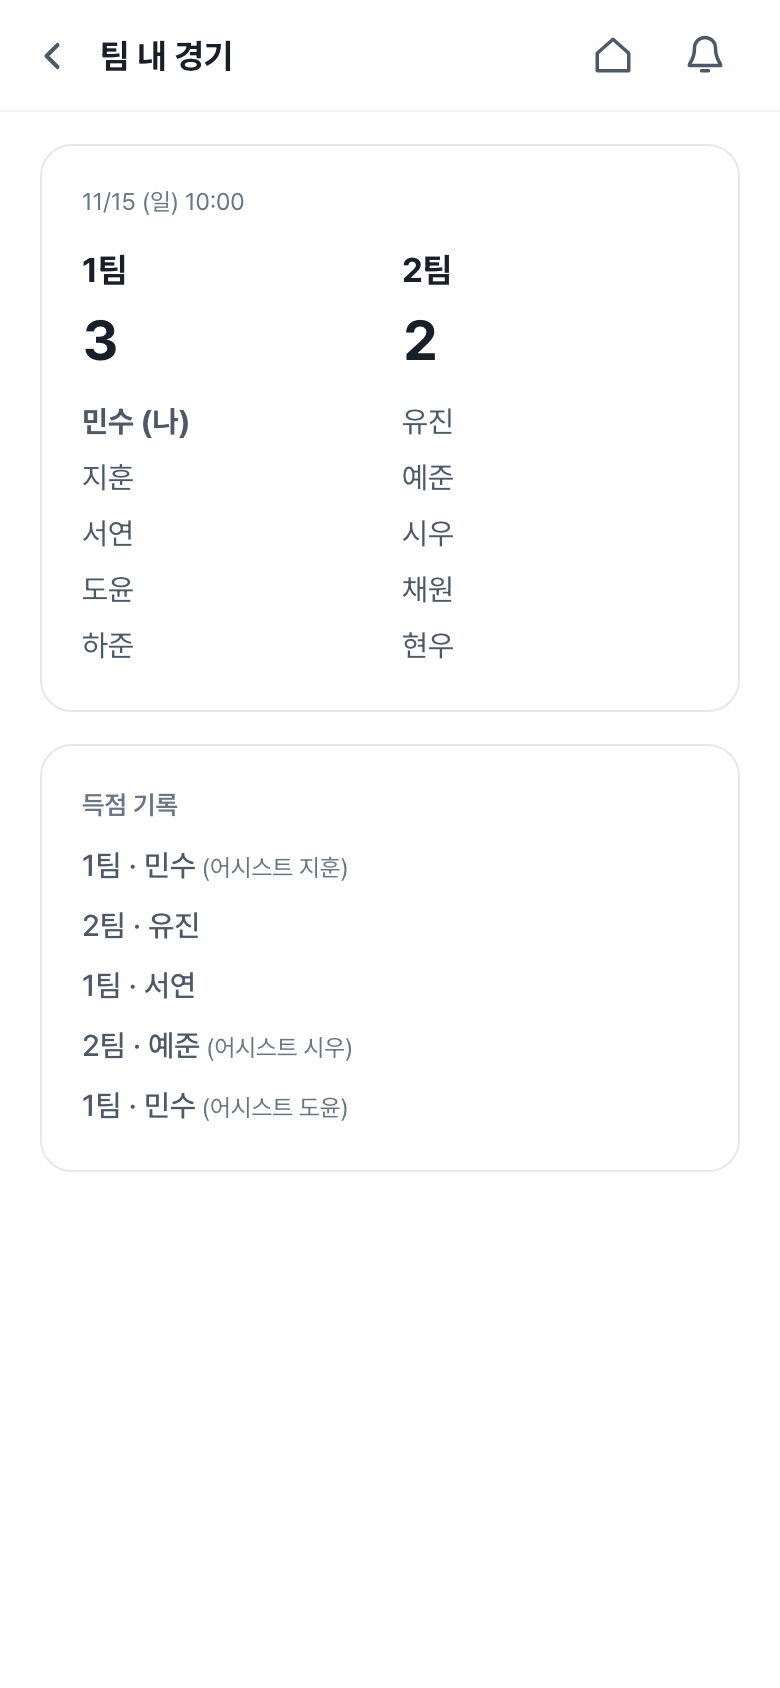 팀 내 경기
11/15 (일) 10:00
1팀
3
민수 (나)
지훈
서연
도윤
하준
2팀
2
유진
예준
시우
채원
현우
득점 기록
1팀 · 민수 (어시스트 지훈)
2팀 · 유진
1팀 · 서연
2팀 · 예준 (어시스트 시우)
1팀 · 민수 (어시스트 도윤)